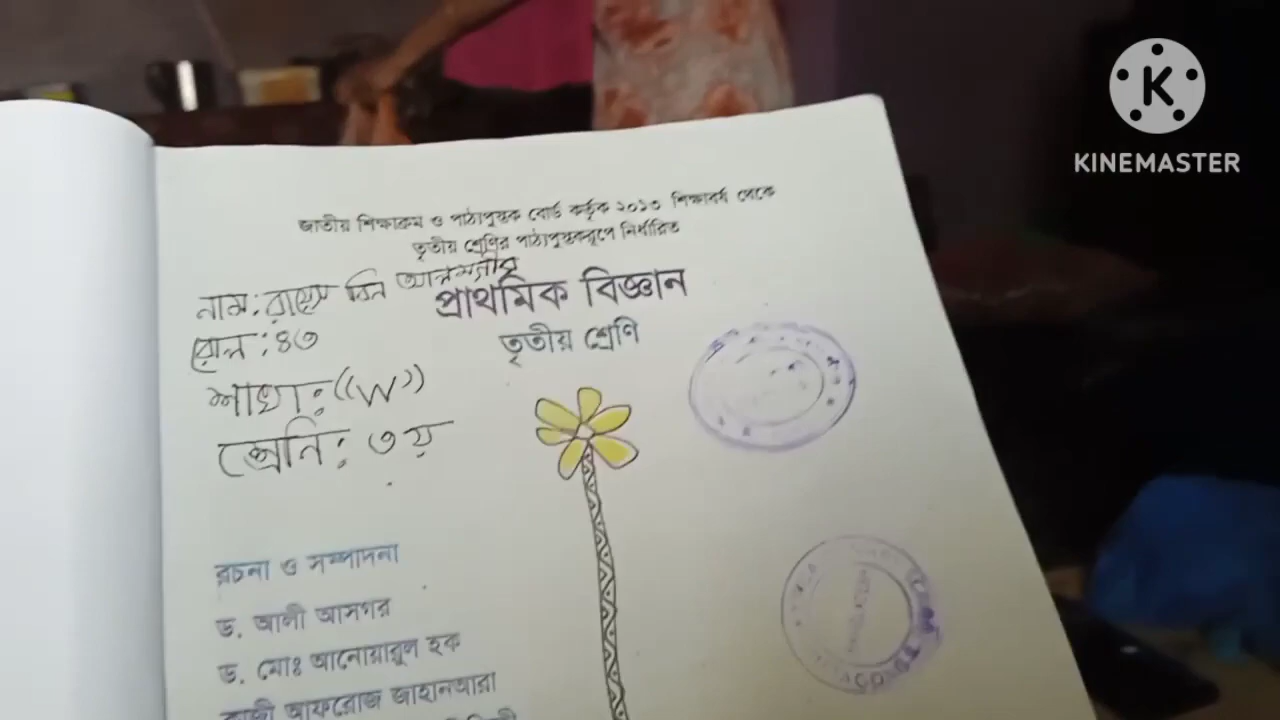 জাতীয় শিক্ষাক্রম ও পাঠ্যপুস্তক বোর্ড কর্তৃক ২০১৩ শিক্ষাবর্ষ থেকে
তৃতীয় শ্রেণির পাঠ্যপুস্তকরূপে নির্ধারিত
নাম: বিন
প্রাথমিক বিজ্ঞান
রোল: ৪৩
তৃতীয় শ্রেণি
শাখা: "W"
শ্রেনি: ৩য়
রচনা ও সম্পাদনা
ড. আলী আসগর
ড. মোঃ আনোয়ারুল হক
কাজী আফরোজ জাহানআরা
K
KINEMASTER